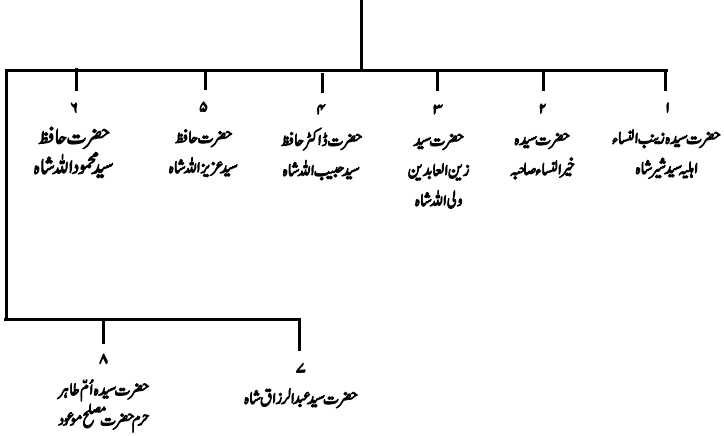 ۱
حضرت سیدہ زینب النساء
اہلیہ سید شیر شاہ
۲
حضرت سیدہ
خیر النساء صاحبہ
۳
حضرت سید
زین العابدین
ولی اللہ شاہ
۴
حضرت ڈاکٹر حافظ
سید حبیب اللہ شاہ
۵
حضرت حافظ
سید عزیز اللہ شاہ
۶
حضرت حافظ
سید محمود اللہ شاہ
۷
حضرت سید عبد الرزاق شاہ
۸
حضرت سیدہ اُمّ طاہر
حرم حضرت مصلح موعود